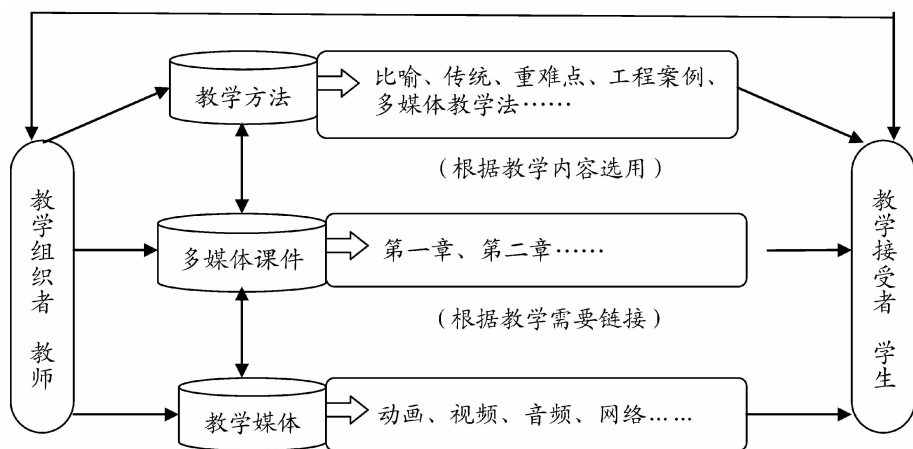 教学方法
比喻、传统、重难点、工程案例、
多媒体教学法……
(根据教学内容选用)
教学组织者 教师
多媒体课件
第一章、第二章……
教学接受者 学生
(根据教学需要链接)
教学媒体
动画、视频、音频、网络……